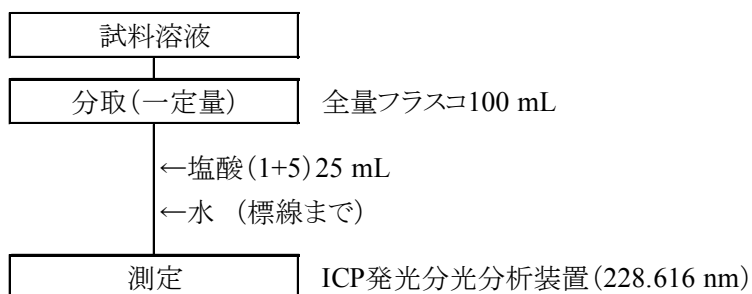 試料溶液
分取(一定量) 全量フラスコ100 mL
←塩酸(1+5)25 mL
←水 (標線まで)
測定 ICP発光分光分析装置(228.616 nm)